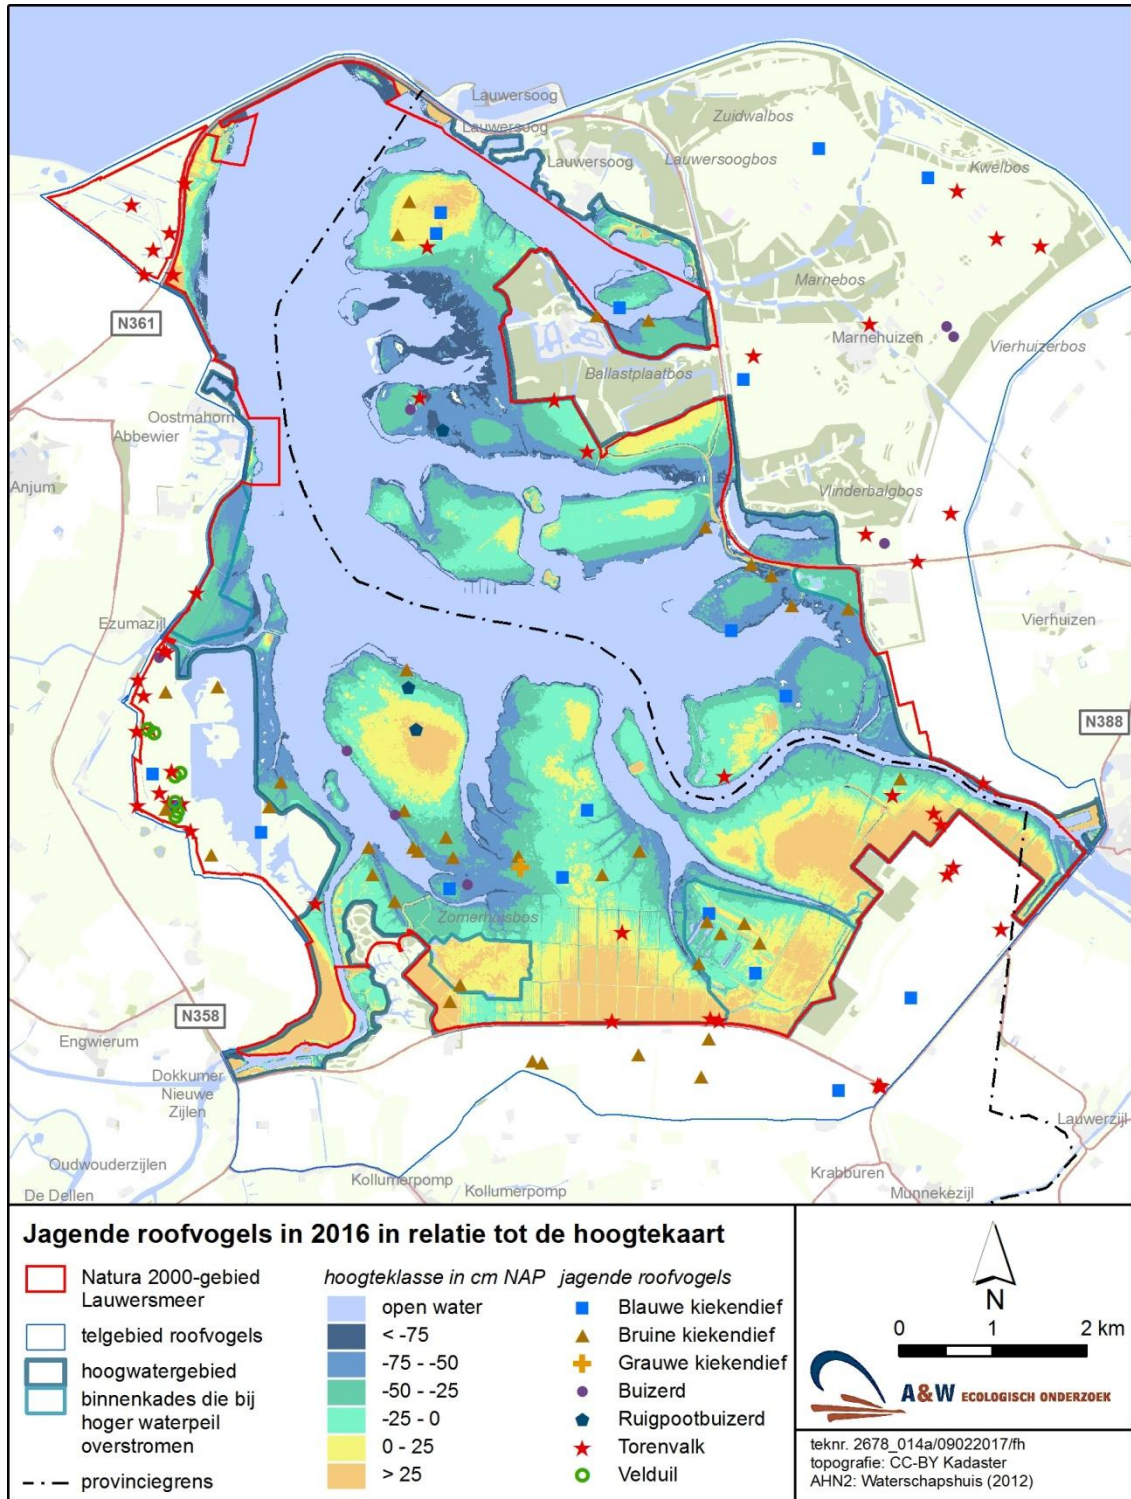 Lauwersoog
Lauwersoog
Lauwersoog
Zuidwalbos
Lauwersoogbos
Kwelbos
Marnebos
N361
Marnehuizen
Vierhuizerbos
Ballastplaatbos
Oostmahorn
Abbewier
Anjum
Vlinderbalgbos
Ezumazijl
Vierhuizen
N388
Zomerhuisbos
N358
Engwierum
Dokkumer
Nieuwe
Zijlen
Lauwerzijl
Oudwouderzijlen
Kollumerpomp
Kollumerpomp
Krabburen
De Dellen
Munnekezijl
Jagende roofvogels in 2016 in relatie tot de hoogtekaart
Natura 2000-gebied
Lauwersmeer
telgebied roofvogels
hoogwatergebied
binnenkades die bij
hoger waterpeil
overstromen
provinciegrens
hoogteklasse in cm NAP
open water
< -75
-75 - -50
-50 - -25
-25 - 0
0 - 25
> 25
jagende roofvogels
Blauwe kiekendief
Bruine kiekendief
Grauwe kiekendief
Buizerd
Ruigpootbuizerd
Torenvalk
Velduil
N
0 1 2 km
A&W ECOLOGISCH ONDERZOEK
teknr. 2678_014a/09022017/fh
topografie: CC-BY Kadaster
AHN2: Waterschapshuis (2012)